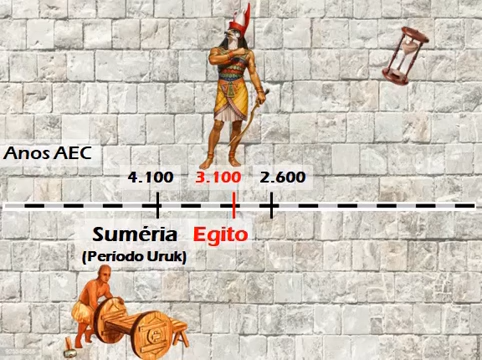 Anos AEC
4.100 3.100 2.600
Suméria Egito
(Período Uruk)